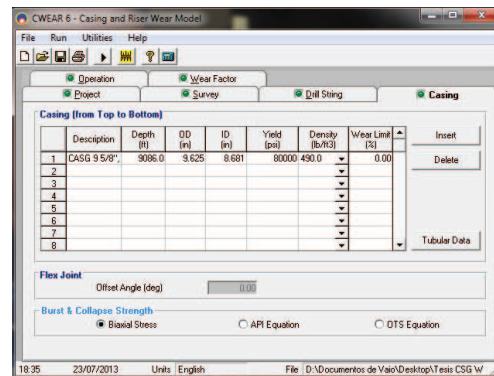 CWEAR 6 - Casing and Riser Wear Model
File Run Utilities Help
Operation Wear Factor
Project Survey Drill String Casing
Casing (from Top to Bottom)
Description Depth (ft) OD (in) ID (in) Yield (psi) Density (lb/ft3) Wear Limit (%)
1 CASG 9 5/8", 9086.0 9.625 8.681 80000 490.0 0.00
2
3
4
5
6
7
8
Insert
Delete
Tubular Data
Flex Joint
Offset Angle (deg) 0.00
Burst & Collapse Strength
Biaxial Stress API Equation OTS Equation
18:35 23/07/2013 Units English File D:\Documentos de Vaio\Desktop\Tesis CSG W